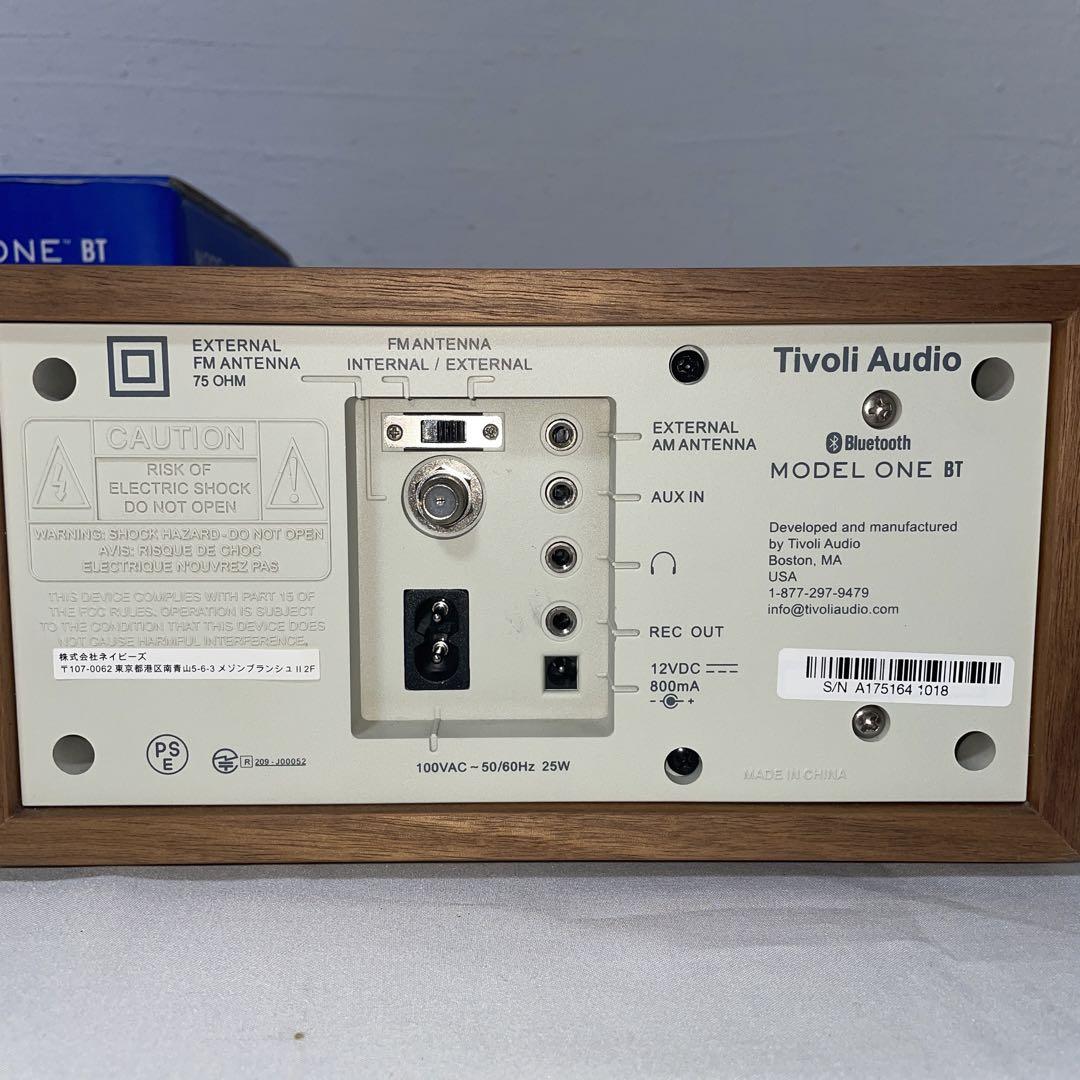 ONE™ BT
EXTERNAL
FM ANTENNA
75 OHM
FM ANTENNA
INTERNAL / EXTERNAL
Tivoli Audio
Bluetooth
MODEL ONE BT
EXTERNAL
AM ANTENNA
AUX IN
REC OUT
12VDC
800mA
- +
Developed and manufactured
by Tivoli Audio
Boston, MA
USA
1-877-297-9479
info@tivoliaudio.com
S/N A175164 1018
MADE IN CHINA
CAUTION
RISK OF
ELECTRIC SHOCK
DO NOT OPEN
WARNING: SHOCK HAZARD - DO NOT OPEN
AVIS: RISQUE DE CHOC
ELECTRIQUE N'OUVREZ PAS
THIS DEVICE COMPLIES WITH PART 15 OF
THE FCC RULES. OPERATION IS SUBJECT
TO THE CONDITION THAT THIS DEVICE DOES
NOT CAUSE HARMFUL INTERFERENCE.
株式会社ネイビーズ
〒107-0062 東京都港区南青山5-6-3 メゾンブランシュ II 2F
PS
E
R 209-J00052
100VAC ~ 50/60Hz 25W